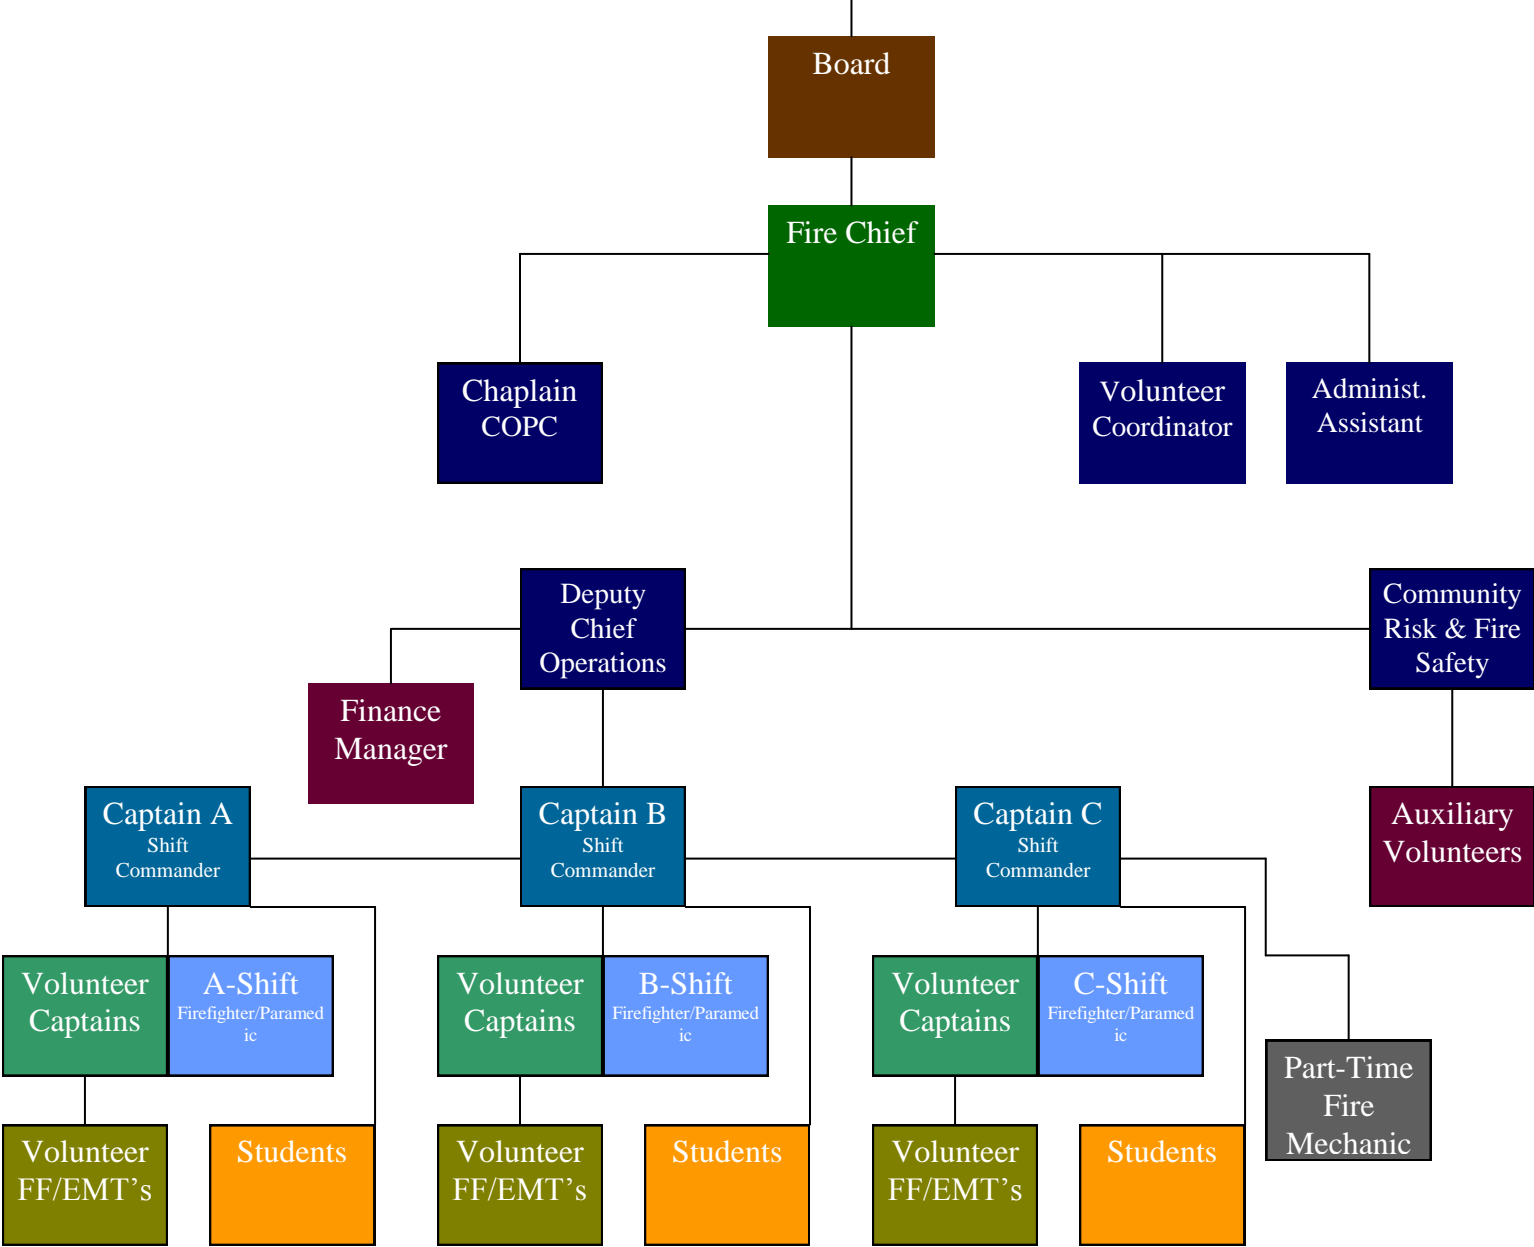 Board
Fire Chief
Chaplain
COPC
Volunteer
Coordinator
Administ.
Assistant
Deputy
Chief
Operations
Community
Risk & Fire
Safety
Finance
Manager
Captain A
Shift
Commander
Captain B
Shift
Commander
Captain C
Shift
Commander
Auxiliary
Volunteers
Volunteer
Captains
A-Shift
Firefighter/Paramed
ic
Volunteer
Captains
B-Shift
Firefighter/Paramed
ic
Volunteer
Captains
C-Shift
Firefighter/Paramed
ic
Part-Time
Fire
Mechanic
Volunteer
FF/EMT’s
Students
Volunteer
FF/EMT’s
Students
Volunteer
FF/EMT’s
Students